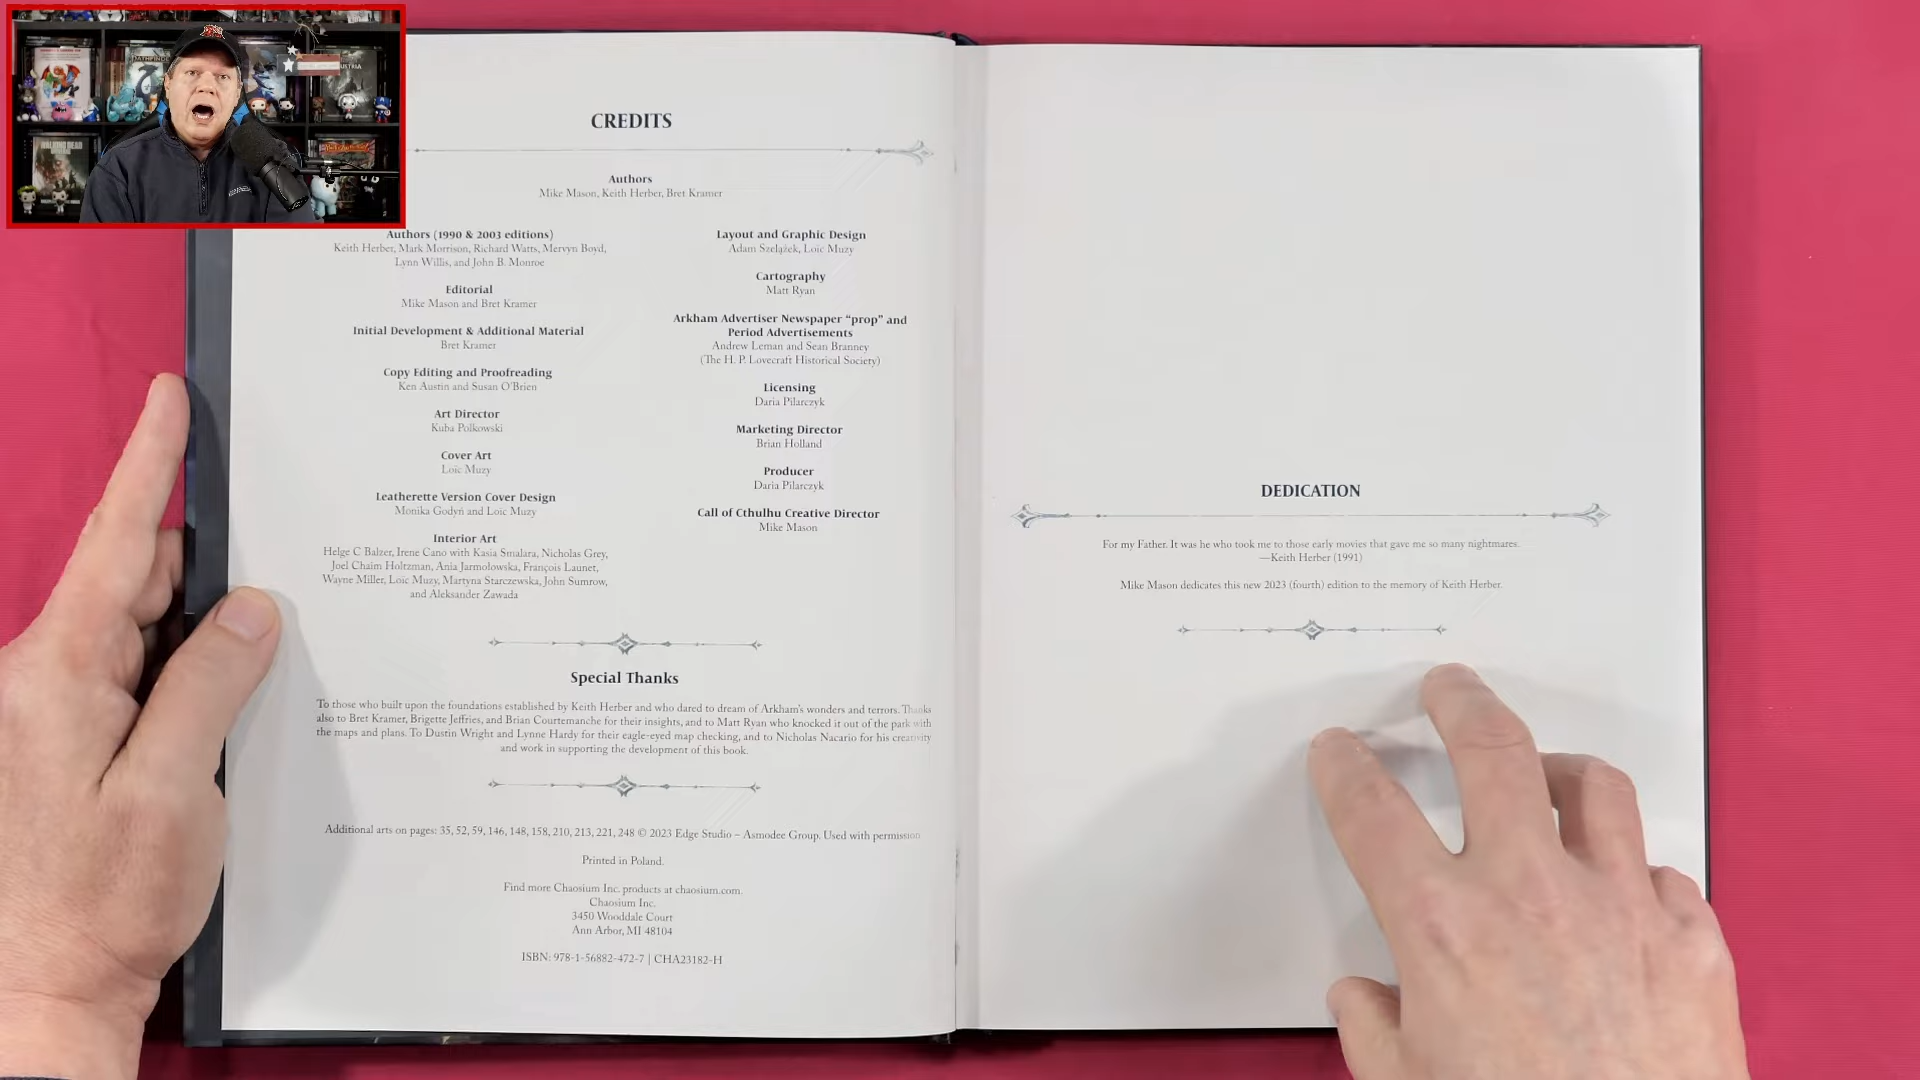 CREDITS
Authors
Mike Mason, Keith Herber, Bret Kramer
Authors (1990 & 2003 editions)
Keith Herber, Mark Morrison, Richard Watts, Mervyn Boyd,
Lynn Willis, and John B. Monroe
Editorial
Mike Mason and Bret Kramer
Initial Development & Additional Material
Bret Kramer
Copy Editing and Proofreading
Ken Austin and Susan O'Brien
Art Director
Kuba Polkowski
Cover Art
Loïc Muzy
Leatherette Version Cover Design
Monika Godyń and Loïc Muzy
Interior Art
Helge C Balzer, Irene Cano with Kasia Smalara, Nicholas Grey,
Joel Chaim Holtzman, Ania Jarmołowska, François Launet,
Wayne Miller, Loïc Muzy, Martyna Starczewska, John Sumrow,
and Aleksander Zawada
Layout and Graphic Design
Adam Szelążek, Loïc Muzy
Cartography
Matt Ryan
Arkham Advertiser Newspaper “prop” and
Period Advertisements
Andrew Leman and Sean Branney
(The H. P. Lovecraft Historical Society)
Licensing
Daria Pilarczyk
Marketing Director
Brian Holland
Producer
Daria Pilarczyk
Call of Cthulhu Creative Director
Mike Mason
Special Thanks
To those who built upon the foundations established by Keith Herber and who dared to dream of Arkham's wonders and terrors. Thanks
also to Bret Kramer, Brigette Jeffries, and Brian Courtemanche for their insights, and to Matt Ryan who knocked it out of the park with
the maps and plans. To Dustin Wright and Lynne Hardy for their eagle-eyed map checking, and to Nicholas Nacario for his creativity
and work in supporting the development of this book.
Additional arts on pages: 35, 52, 59, 146, 148, 158, 210, 213, 221, 248 © 2023 Edge Studio – Asmodee Group. Used with permission
Printed in Poland.
Find more Chaosium Inc. products at chaosium.com.
Chaosium Inc.
3450 Wooddale Court
Ann Arbor, MI 48104
ISBN: 978-1-56882-472-7 | CHA23182-H
DEDICATION
For my Father. It was he who took me to those early movies that gave me so many nightmares.
—Keith Herber (1991)
Mike Mason dedicates this new 2023 (fourth) edition to the memory of Keith Herber.